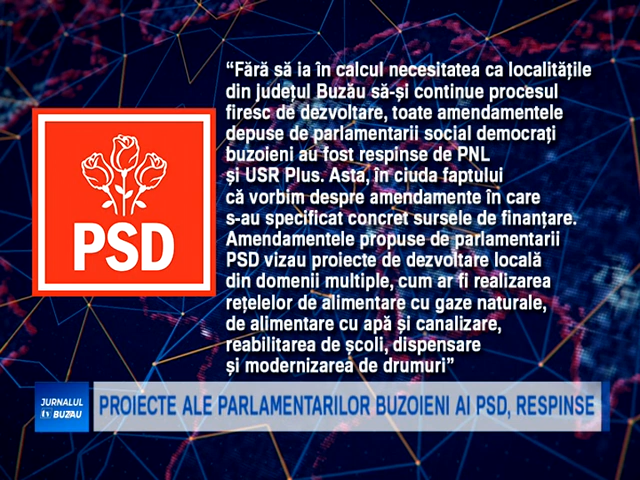 “Fără să ia în calcul necesitatea ca localitățile
din județul Buzău să-și continue procesul
firesc de dezvoltare, toate amendamentele
depuse de parlamentarii social democrați
buzoieni au fost respinse de PNL
și USR Plus. Asta, în ciuda faptului
că vorbim despre amendamente în care
s-au specificat concret sursele de finanțare.
Amendamentele propuse de parlamentarii
PSD vizau proiecte de dezvoltare locală
din domenii multiple, cum ar fi realizarea
rețelelor de alimentare cu gaze naturale,
de alimentare cu apă și canalizare,
reabilitarea de școli, dispensare
și modernizarea de drumuri”
PSD
JURNALUL
tv BUZĂU
PROIECTE ALE PARLAMENTARILOR BUZOIENI AI PSD, RESPINSE